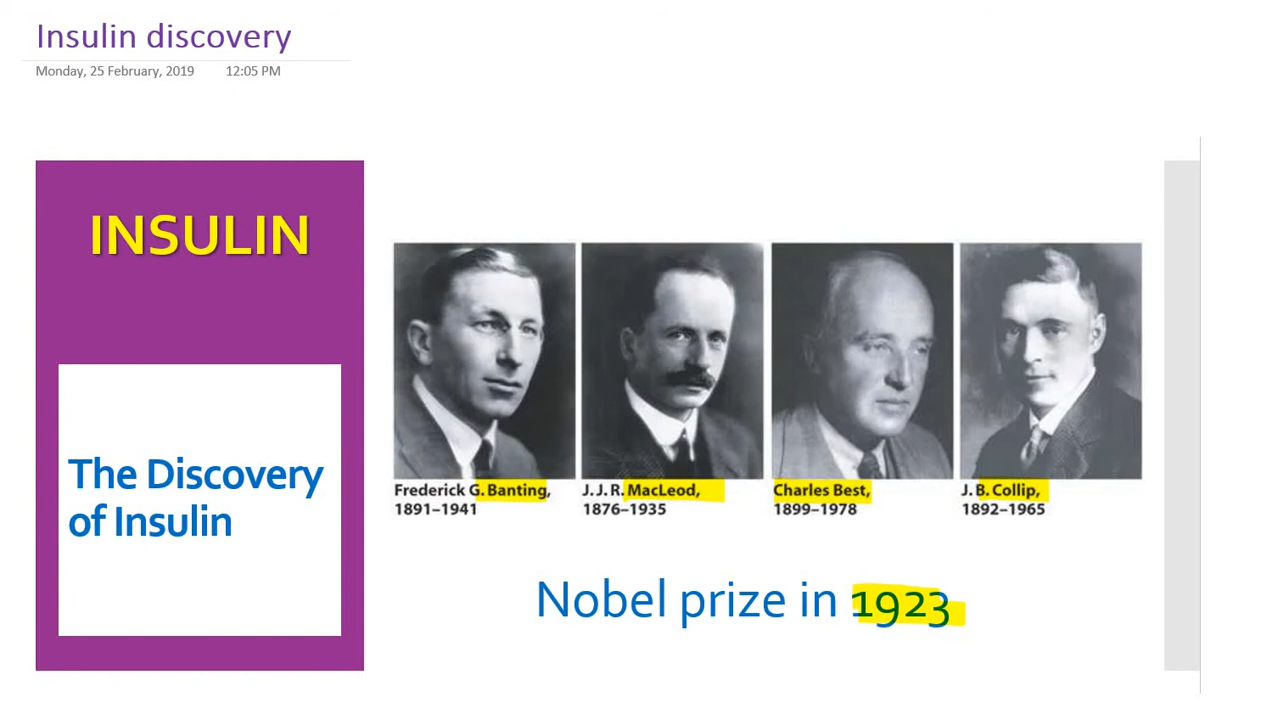 Insulin discovery
Monday, 25 February, 2019 12:05 PM
INSULIN
The Discovery
of Insulin
Frederick G. Banting,
1891–1941
J. J. R. MacLeod,
1876–1935
Charles Best,
1899–1978
J. B. Collip,
1892–1965
Nobel prize in 1923